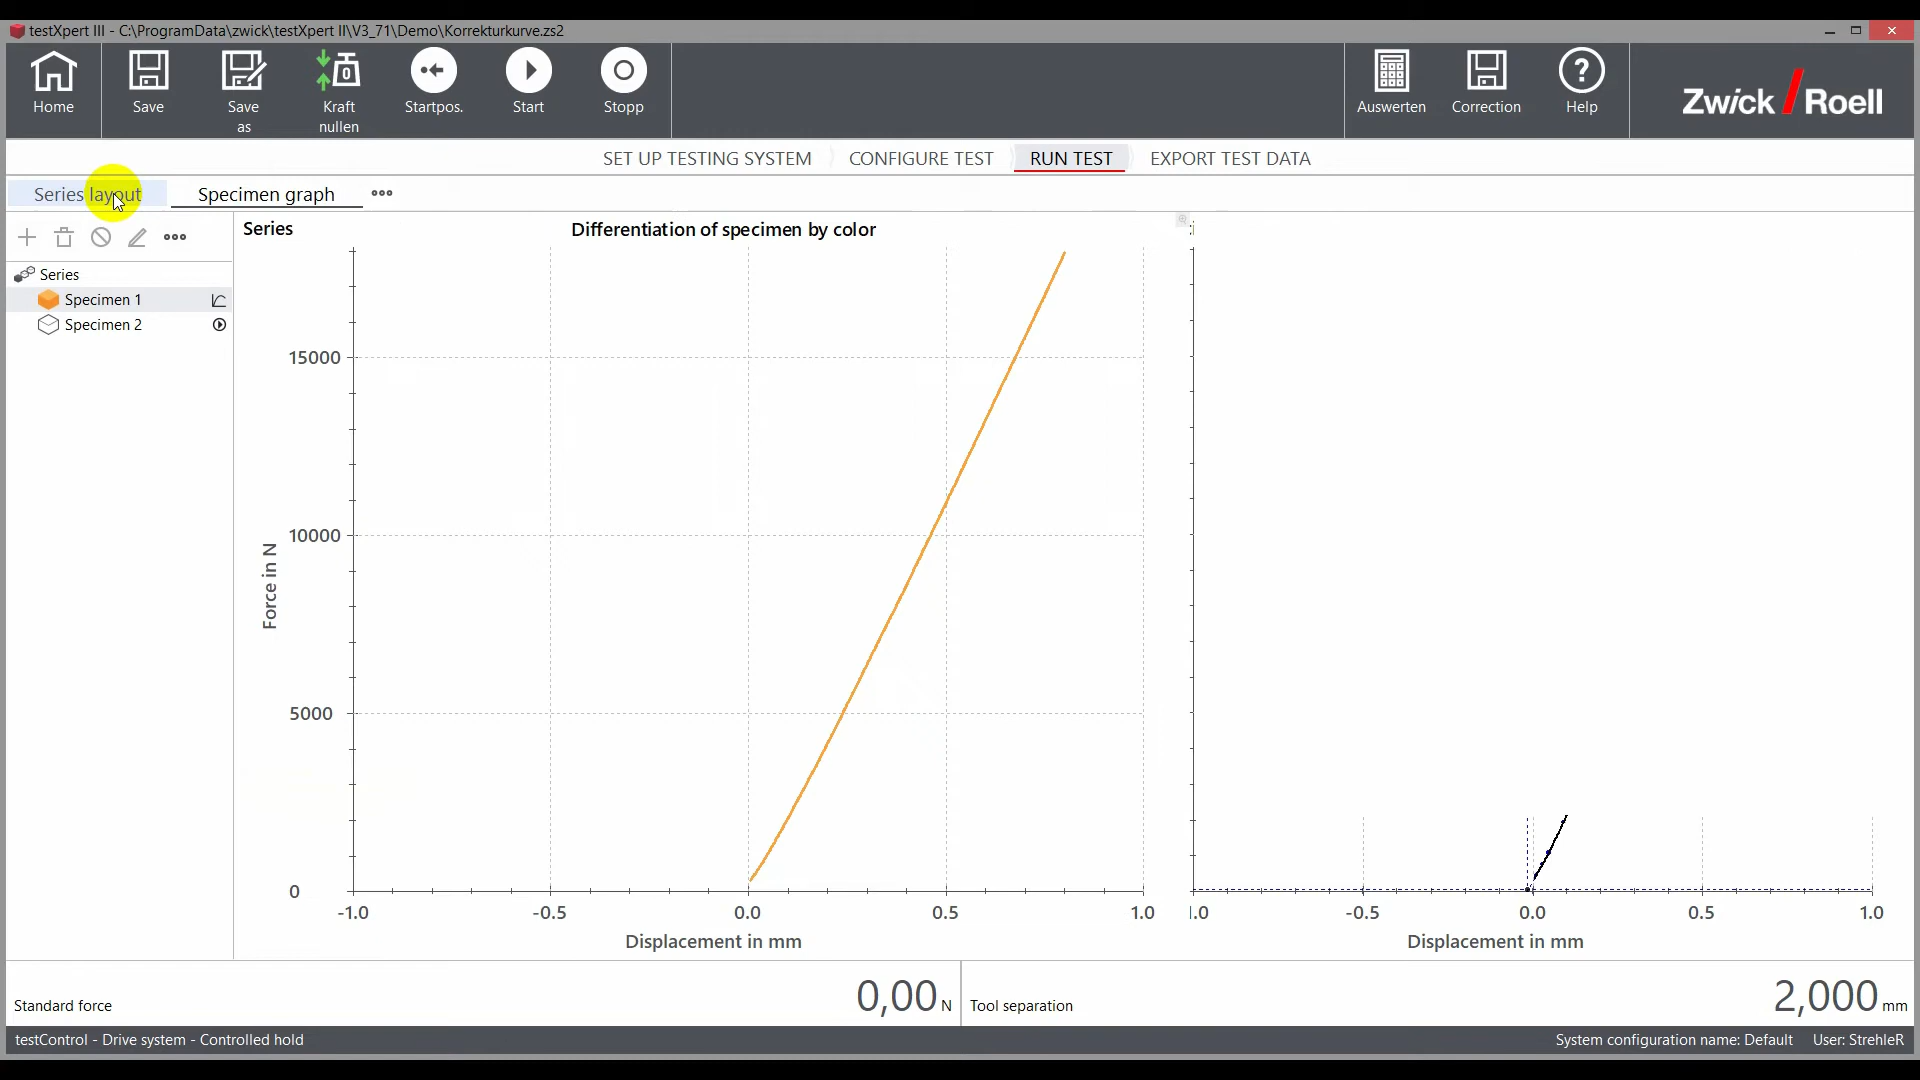 testXpert III - C:\ProgramData\zwick\testXpert II\V3_71\Demo\Korrekturkurve.zs2
Home
Save
Save as
Kraft nullen
Startpos.
Start
Stopp
Auswerten
Correction
Help
Zwick / Roell
SET UP TESTING SYSTEM
CONFIGURE TEST
RUN TEST
EXPORT TEST DATA
Series layout
Specimen graph
Series
Specimen 1
Specimen 2
Series
Differentiation of specimen by color
15000
10000
5000
0
Force in N
-1.0 -0.5 0.0 0.5 1.0
Displacement in mm
.0 -0.5 0.0 0.5 1.0
Displacement in mm
Standard force
0,00 N
Tool separation
2,000 mm
testControl - Drive system - Controlled hold
System configuration name: Default
User: StrehleR